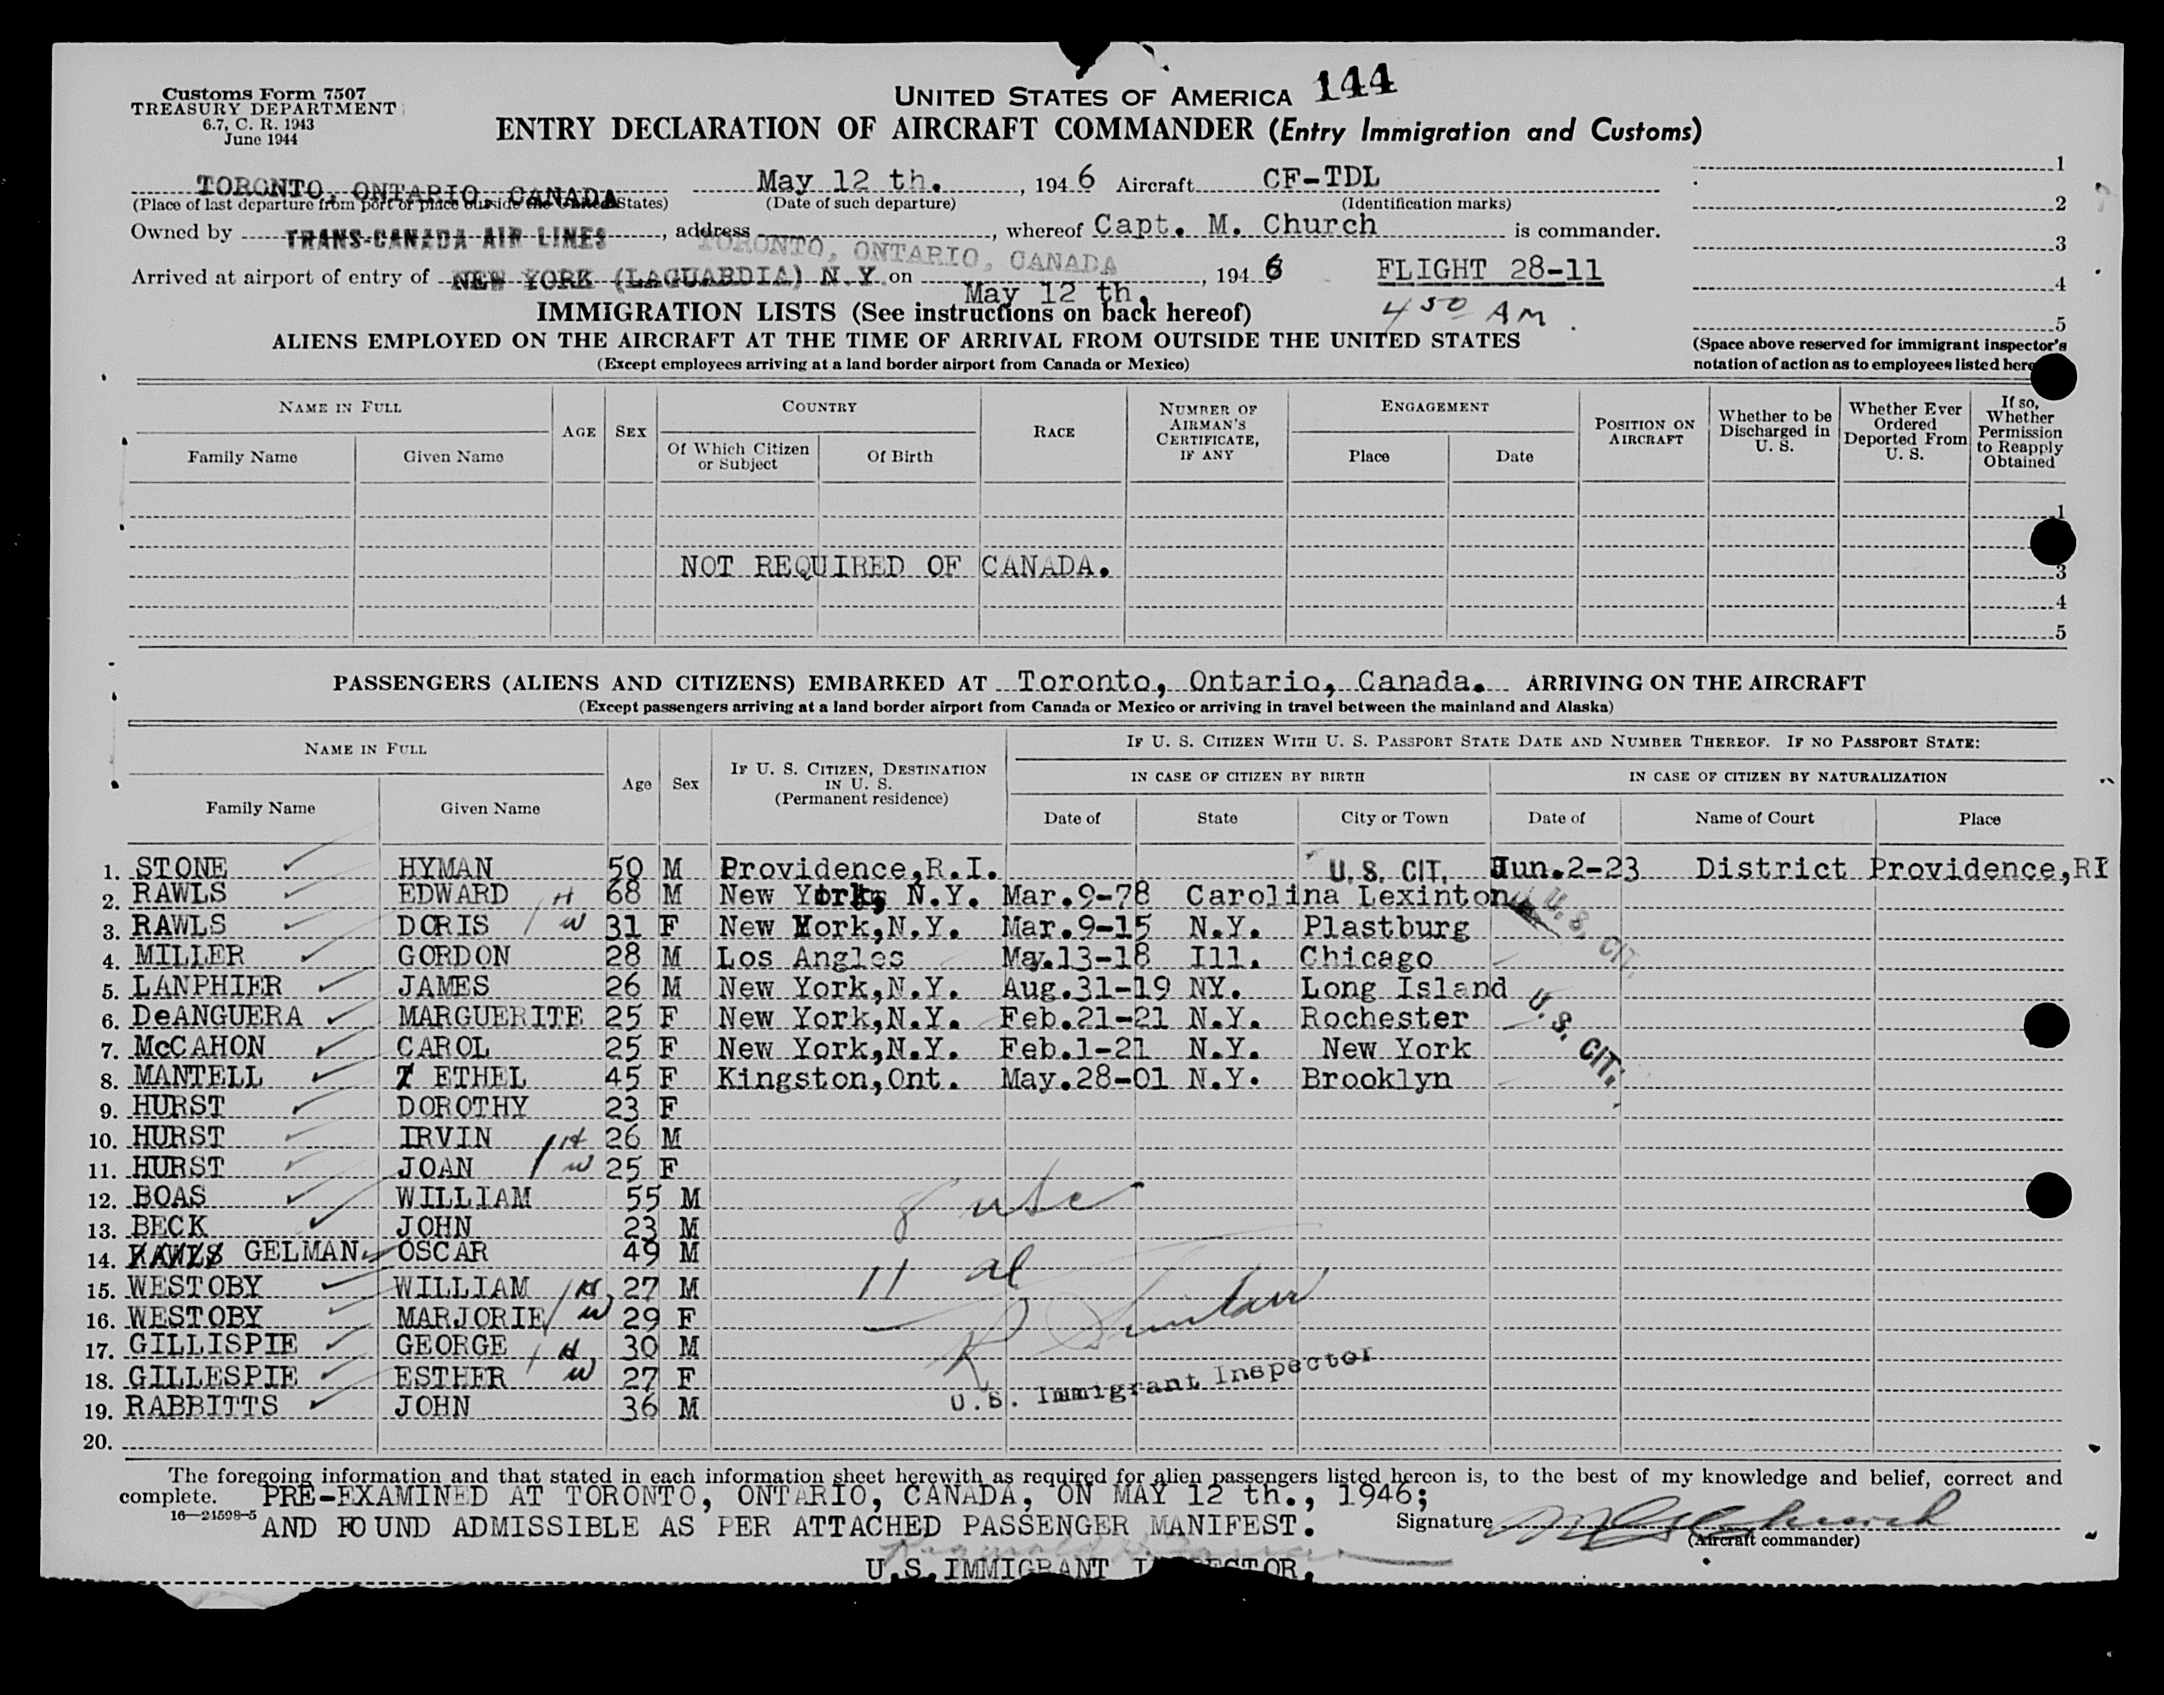 Customs Form 7507
TREASURY DEPARTMENT
6.7, C. R. 1943
June 1944
UNITED STATES OF AMERICA 144
ENTRY DECLARATION OF AIRCRAFT COMMANDER (Entry Immigration and Customs)
TORONTO, ONTARIO, CANADA May 12 th. , 194 6 Aircraft CF-TDL
(Place of last departure from port or place outside the United States) (Date of such departure) (Identification marks)
Owned by TRANS-CANADA AIR LINES , address TORONTO, ONTARIO, CANADA , whereof Capt. M. Church is commander.
Arrived at airport of entry of NEW YORK (LAGUARDIA) N.Y. on May 12 th. , 194 6 FLIGHT 28-11
4 50 AM
1
2
3
4
5
(Space above reserved for immigrant inspector's
notation of action as to employees listed
IMMIGRATION LISTS (See instructions on back hereof)
ALIENS EMPLOYED ON THE AIRCRAFT AT THE TIME OF ARRIVAL FROM OUTSIDE THE UNITED STATES
(Except employees arriving at a land border airport from Canada or Mexico)
NAME IN FULL
Family Name Given Name
AGE SEX
COUNTRY
Of Which Citizen or Subject Of Birth
RACE
NUMBER OF AIRMAN'S CERTIFICATE, IF ANY
ENGAGEMENT
Place Date
POSITION ON AIRCRAFT
Whether to be Discharged in U. S.
Whether Ever Ordered Deported From U. S.
If so, Whether Permission to Reapply Obtained
1
NOT REQUIRED OF CANADA. 3
4
5
PASSENGERS (ALIENS AND CITIZENS) EMBARKED AT Toronto, Ontario, Canada. ARRIVING ON THE AIRCRAFT
(Except passengers arriving at a land border airport from Canada or Mexico or arriving in travel between the mainland and Alaska)
NAME IN FULL
Family Name Given Name
Age Sex
IF U. S. CITIZEN, DESTINATION IN U. S. (Permanent residence)
IF U. S. CITIZEN WITH U. S. PASSPORT STATE DATE AND NUMBER THEREOF. IF NO PASSPORT STATE:
IN CASE OF CITIZEN BY BIRTH IN CASE OF CITIZEN BY NATURALIZATION
Date of State City or Town Date of Name of Court Place
1. STONE HYMAN 50 M Providence,R.I. U.S. CIT. Jun.2-23 District Providence,RI
2. RAWLS EDWARD H 68 M New York, N.Y. Mar.9-78 Carolina Lexinton
3. RAWLS DORIS W 31 F New York,N.Y. Mar.9-15 N.Y. Plastburg U. S. CIT.
4. MILLER GORDON 28 M Los Angles May.13-18 Ill. Chicago
5. LANPHIER JAMES 26 M New York,N.Y. Aug.31-19 NY. Long Island
6. DeANGUERA MARGUERITE 25 F New York,N.Y. Feb.21-21 N.Y. Rochester U. S. CIT.
7. McCAHON CAROL 25 F New York,N.Y. Feb.1-21 N.Y. New York
8. MANTELL ETHEL 45 F Kingston,Ont. May.28-01 N.Y. Brooklyn
9. HURST DOROTHY 23 F
10. HURST IRVIN H 26 M
11. HURST JOAN W 25 F
12. BOAS WILLIAM 55 M 8 usc
13. BECK JOHN 23 M
14. RAWLS GELMAN OSCAR 49 M 11 al
15. WESTOBY WILLIAM H 27 M
16. WESTOBY MARJORIE W 29 F
17. GILLISPIE GEORGE H 30 M
18. GILLESPIE ESTHER W 27 F U.S. Immigrant Inspector
19. RABBITTS JOHN 36 M
20.
The foregoing information and that stated in each information sheet herewith as required for alien passengers listed hereon is, to the best of my knowledge and belief, correct and
complete. PRE-EXAMINED AT TORONTO, ONTARIO, CANADA, ON MAY 12 th., 1946;
16—21598-5 AND FOUND ADMISSIBLE AS PER ATTACHED PASSENGER MANIFEST. Signature
(Aircraft commander)
U.S.IMMIGRANT INSPECTOR.